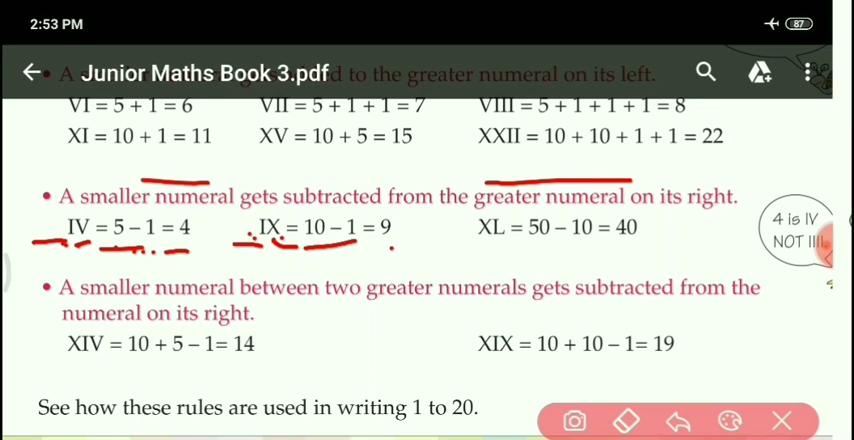 2:53 PM
87
Junior Maths Book 3.pdf
to the greater numeral on its left.
VI = 5 + 1 = 6 VII = 5 + 1 + 1 = 7 VIII = 5 + 1 + 1 + 1 = 8
XI = 10 + 1 = 11 XV = 10 + 5 = 15 XXII = 10 + 10 + 1 + 1 = 22
• A smaller numeral gets subtracted from the greater numeral on its right.
IV = 5 – 1 = 4 IX = 10 – 1 = 9 XL = 50 – 10 = 40
4 is IV
NOT IIII
• A smaller numeral between two greater numerals gets subtracted from the
numeral on its right.
XIV = 10 + 5 – 1= 14 XIX = 10 + 10 – 1= 19
See how these rules are used in writing 1 to 20.